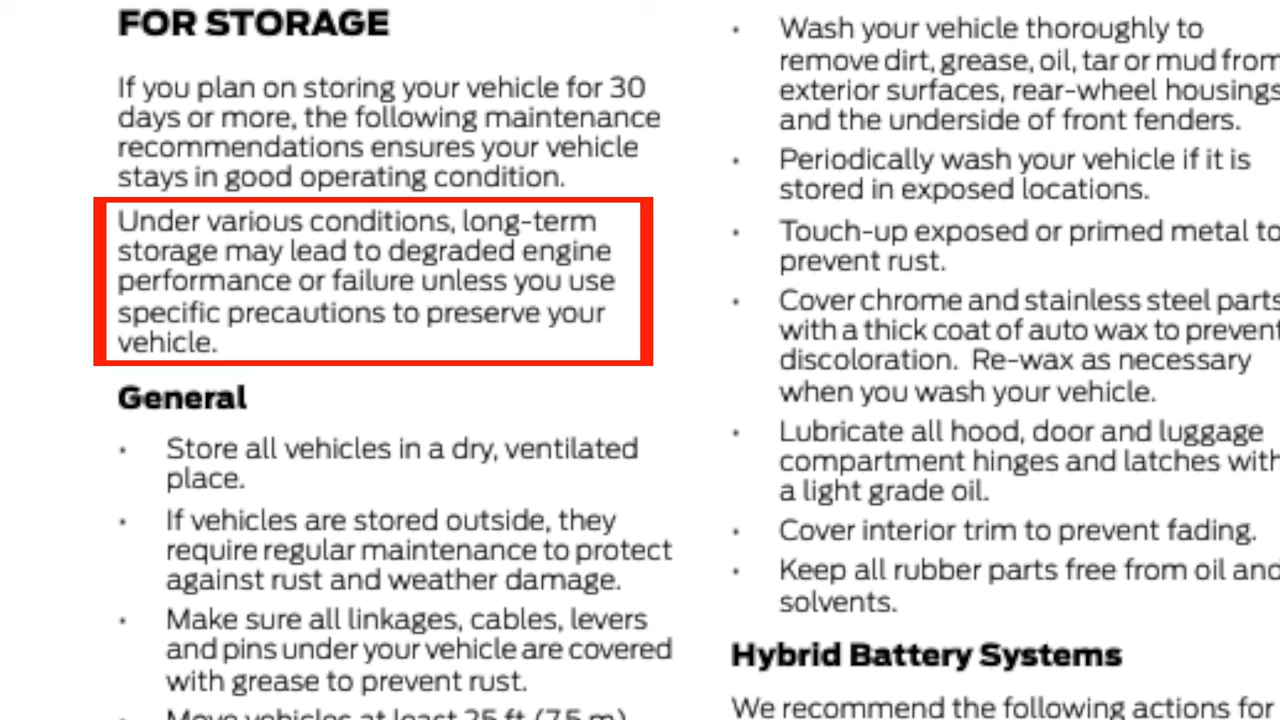 FOR STORAGE
If you plan on storing your vehicle for 30
days or more, the following maintenance
recommendations ensures your vehicle
stays in good operating condition.
Under various conditions, long-term
storage may lead to degraded engine
performance or failure unless you use
specific precautions to preserve your
vehicle.
General
• Store all vehicles in a dry, ventilated
place.
• If vehicles are stored outside, they
require regular maintenance to protect
against rust and weather damage.
• Make sure all linkages, cables, levers
and pins under your vehicle are covered
with grease to prevent rust.
• Move vehicles at least 25 ft (7.5 m)
• Wash your vehicle thoroughly to
remove dirt, grease, oil, tar or mud from
exterior surfaces, rear-wheel housings
and the underside of front fenders.
• Periodically wash your vehicle if it is
stored in exposed locations.
• Touch-up exposed or primed metal to
prevent rust.
• Cover chrome and stainless steel parts
with a thick coat of auto wax to prevent
discoloration. Re-wax as necessary
when you wash your vehicle.
• Lubricate all hood, door and luggage
compartment hinges and latches with
a light grade oil.
• Cover interior trim to prevent fading.
• Keep all rubber parts free from oil and
solvents.
Hybrid Battery Systems
We recommend the following actions for